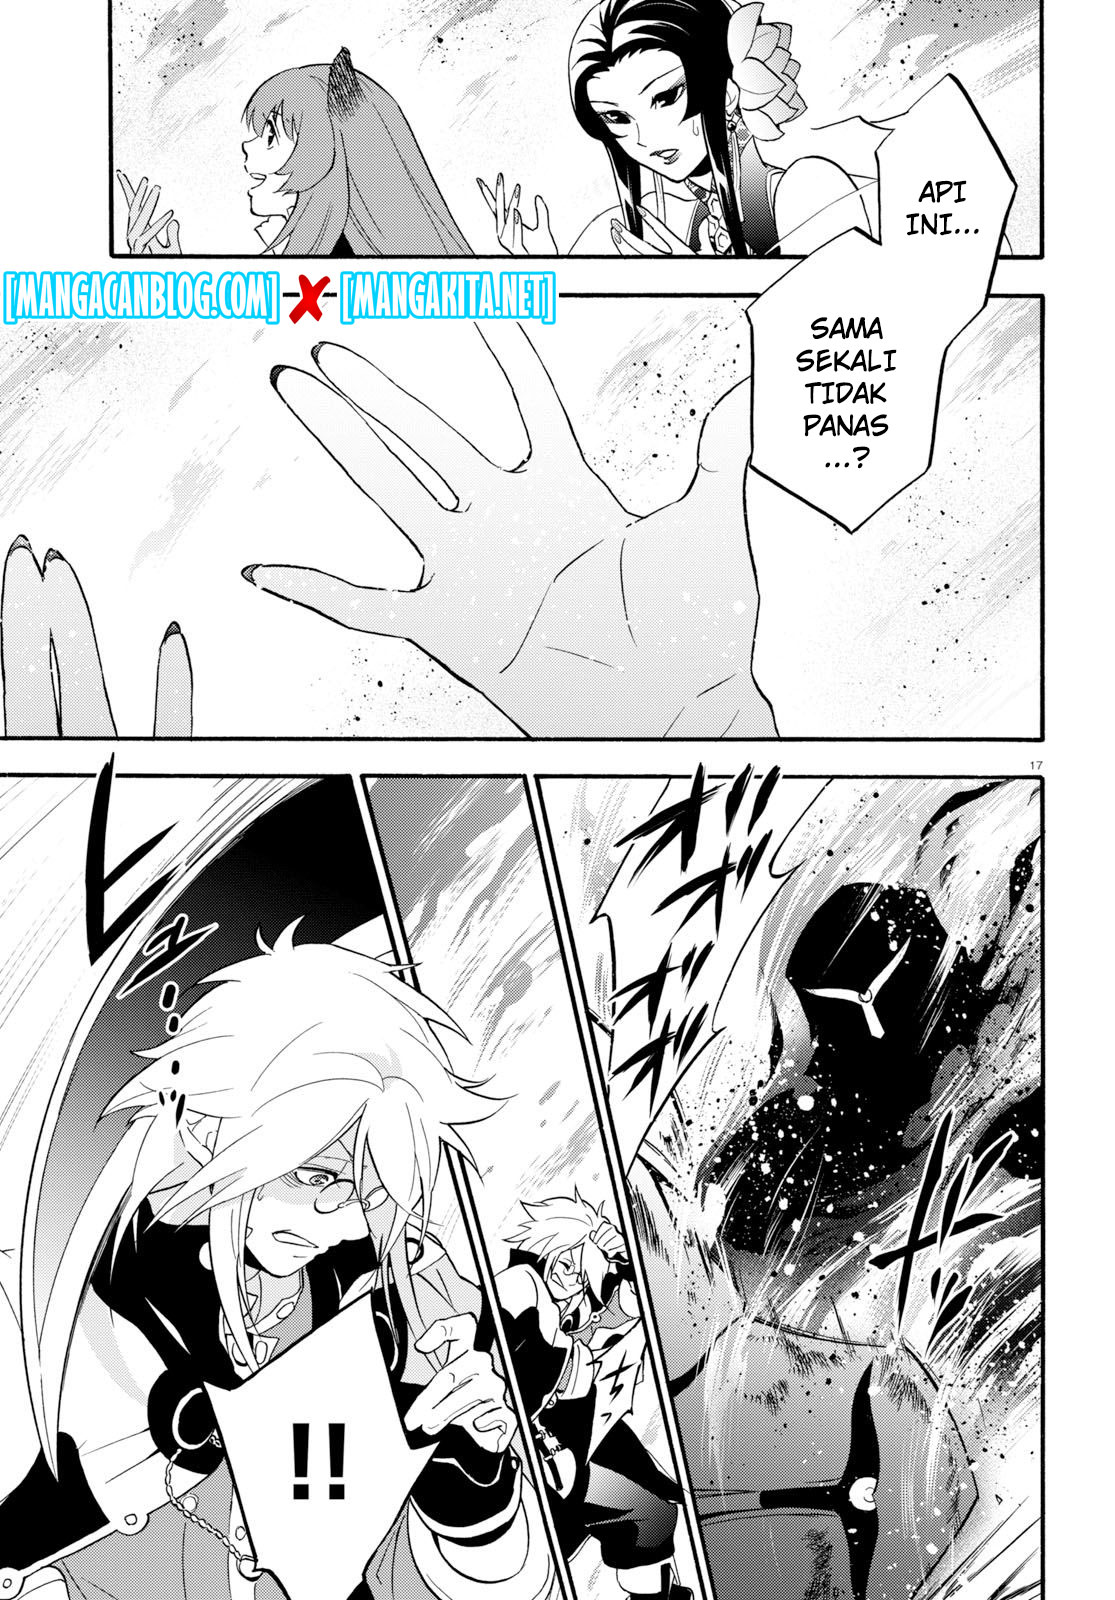 API
INI...
[MANGACANBLOG.COM] X [MANGAKITA.NET]
SAMA
SEKALI
TIDAK
PANAS
...?
17
!!